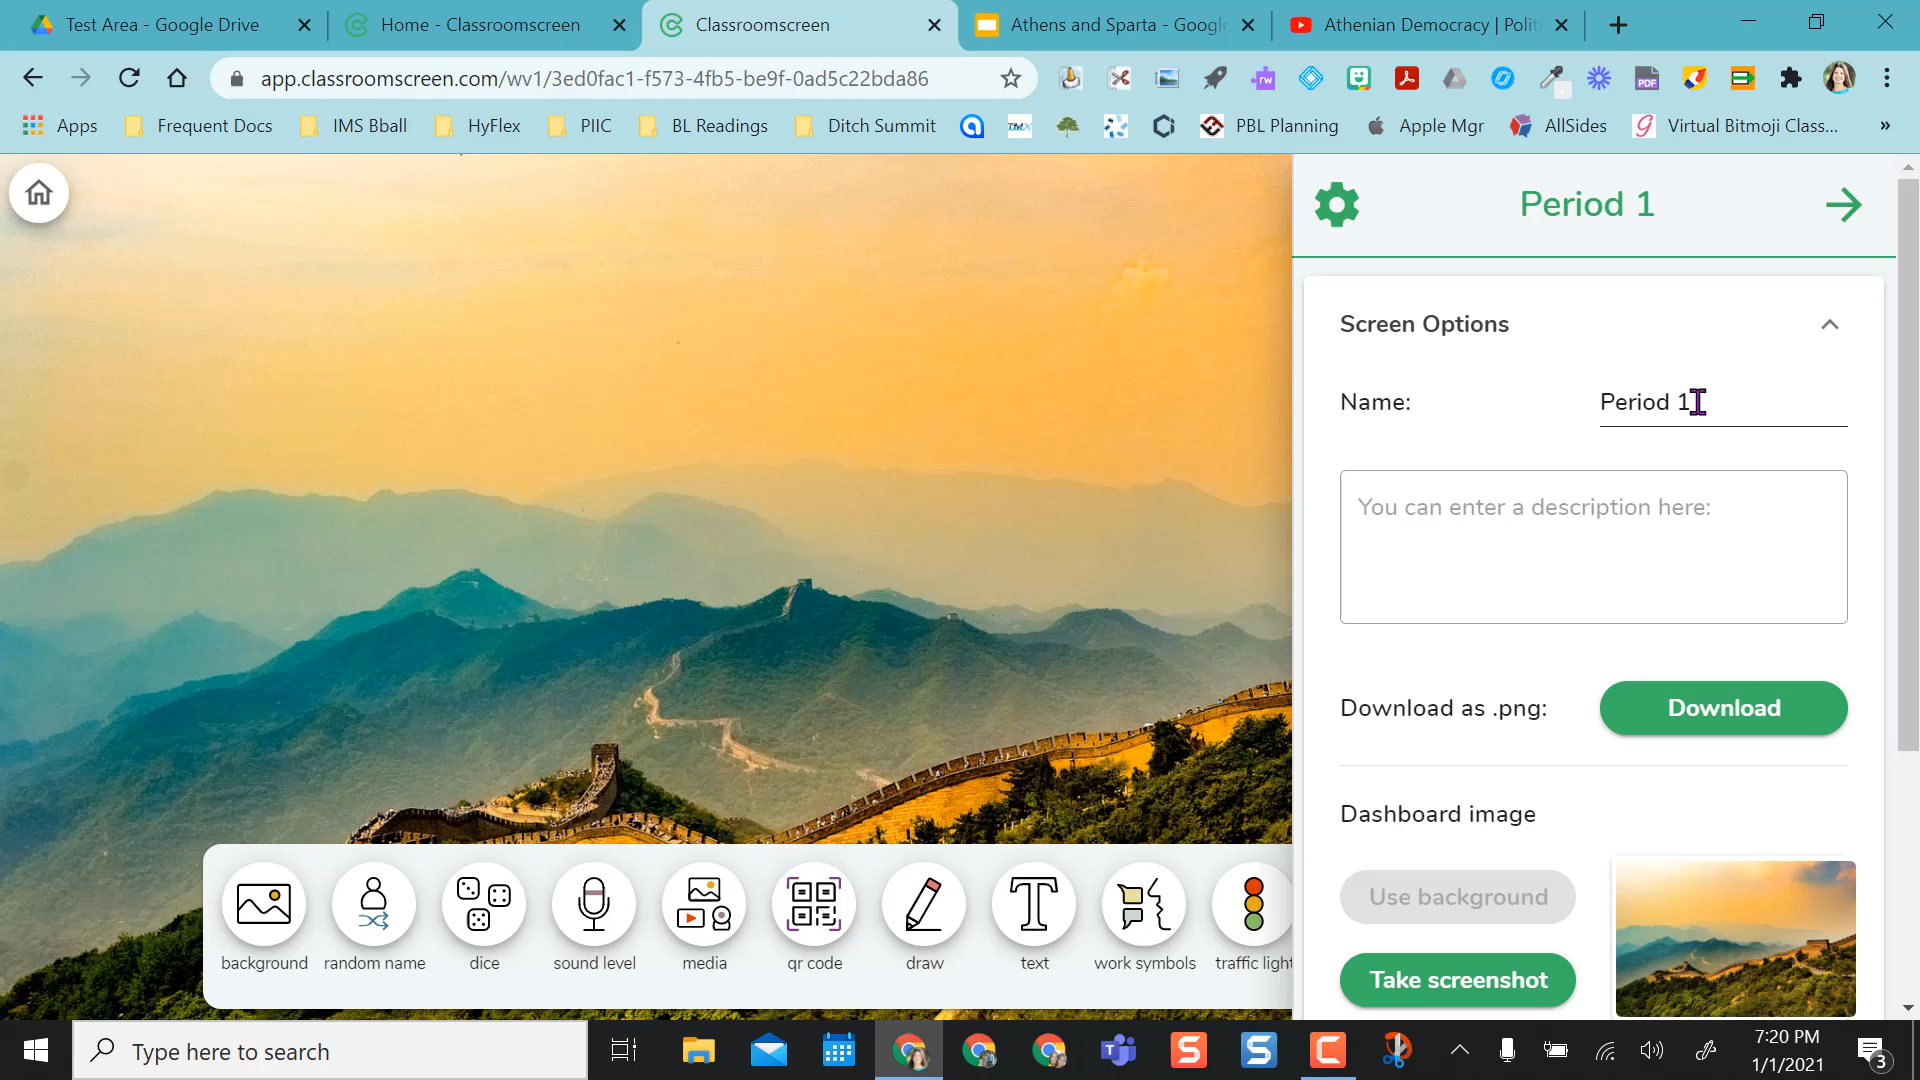 Test Area - Google Drive
Home - Classroomscreen
Classroomscreen
Athens and Sparta - Google
Athenian Democracy | Polit
app.classroomscreen.com/wv1/3ed0fac1-f573-4fb5-be9f-0ad5c22bda86
rw
PDF
Apps
Frequent Docs
IMS Bball
HyFlex
PIIC
BL Readings
Ditch Summit
PBL Planning
Apple Mgr
AllSides
Virtual Bitmoji Class...
»
Period 1
Screen Options
Name:
Period 1
You can enter a description here:
Download as .png:
Download
Dashboard image
Use background
Take screenshot
background
random name
dice
sound level
media
qr code
draw
text
work symbols
traffic light
Type here to search
7:20 PM
1/1/2021
3